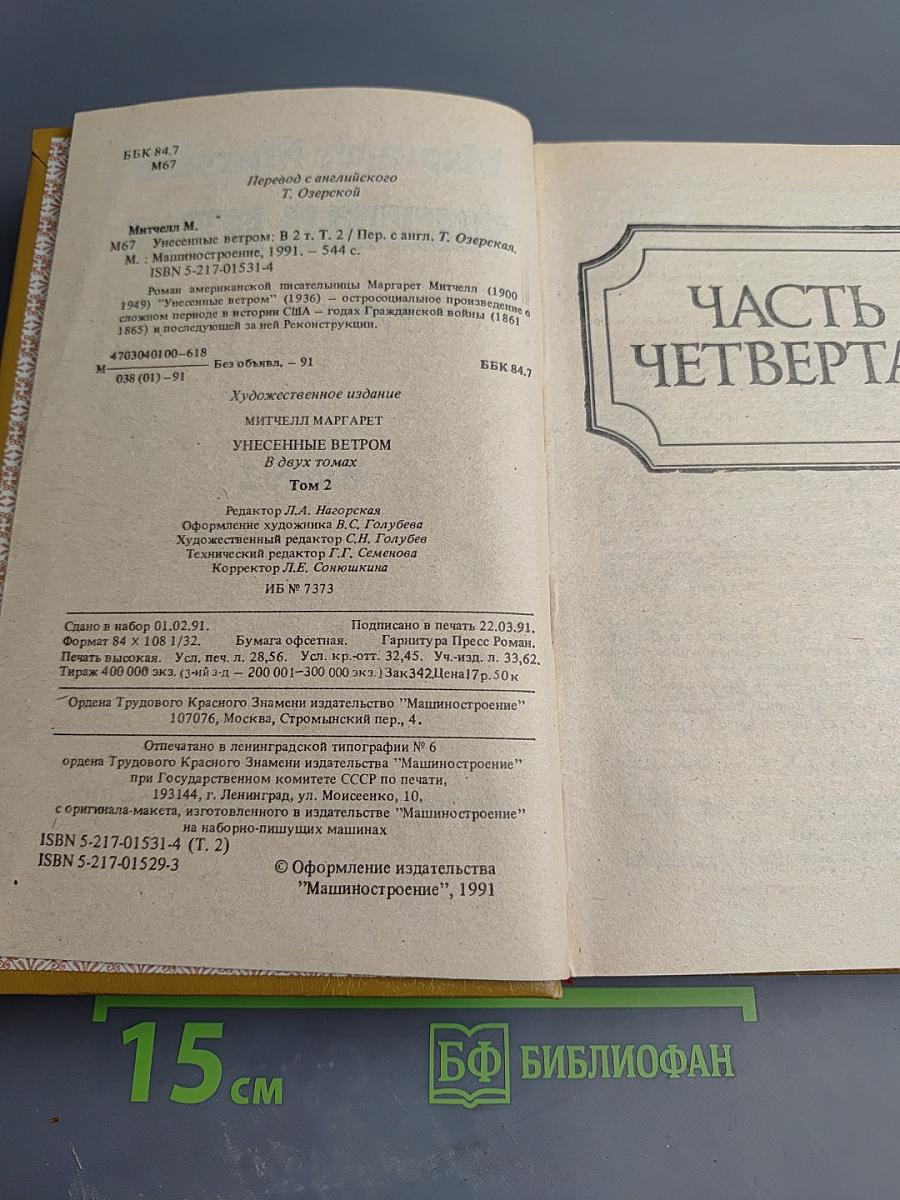 ББК 84.7
М67
Перевод с английского
Т. Озерской
Митчелл М.
М67 Унесенные ветром: В 2 т. Т. 2 / Пер. с англ. Т. Озерская.
М. : Машиностроение, 1991. – 544 с.
ISBN 5-217-01531-4
Роман американской писательницы Маргарет Митчелл (1900
1949) "Унесенные ветром" (1936) – остросоциальное произведение о
сложном периоде в истории США – годах Гражданской войны (1861
1865) и последующей за ней Реконструкции.
М 4703040100–618
038 (01) –91
Без объявл. – 91
ББК 84.7
Художественное издание
МИТЧЕЛЛ МАРГАРЕТ
УНЕСЕННЫЕ ВЕТРОМ
В двух томах
Том 2
Редактор Л.А. Нагорская
Оформление художника В.С. Голубева
Художественный редактор С.Н. Голубев
Технический редактор Г.Г. Семенова
Корректор Л.Е. Сонюшкина
ИБ № 7373
Сдано в набор 01.02.91. Подписано в печать 22.03.91.
Формат 84 × 108 1/32. Бумага офсетная. Гарнитура Пресс Роман.
Печать высокая. Усл. печ. л. 28,56. Усл. кр.-отт. 32,45. Уч.-изд. л. 33,62.
Тираж 400 000 экз. (3-ий з-д – 200 001–300 000 экз.) Зак342Цена17р.50к
Ордена Трудового Красного Знамени издательство "Машиностроение"
107076, Москва, Стромынский пер., 4.
Отпечатано в ленинградской типографии № 6
ордена Трудового Красного Знамени издательства "Машиностроение"
при Государственном комитете СССР по печати,
193144, г. Ленинград, ул. Моисеенко, 10,
с оригинала-макета, изготовленного в издательстве "Машиностроение"
на наборно-пишущих машинах
ISBN 5-217-01531-4 (Т. 2)
ISBN 5-217-01529-3
© Оформление издательства
"Машиностроение", 1991
ЧАСТЬ
ЧЕТВЕРТА
15 см
БФ БИБЛИОФАН